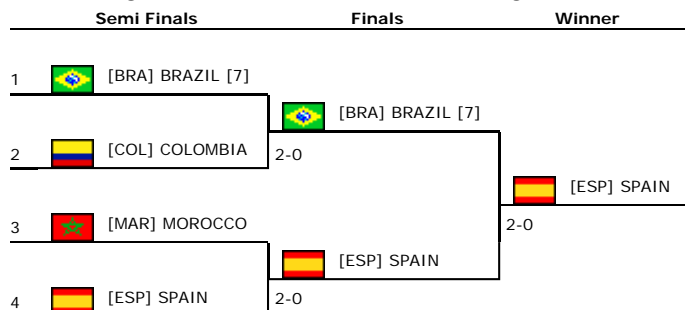 Semi Finals Finals Winner
1 [BRA] BRAZIL [7]
[BRA] BRAZIL [7]
2 [COL] COLOMBIA 2-0
[ESP] SPAIN
3 [MAR] MOROCCO 2-0
[ESP] SPAIN
4 [ESP] SPAIN 2-0